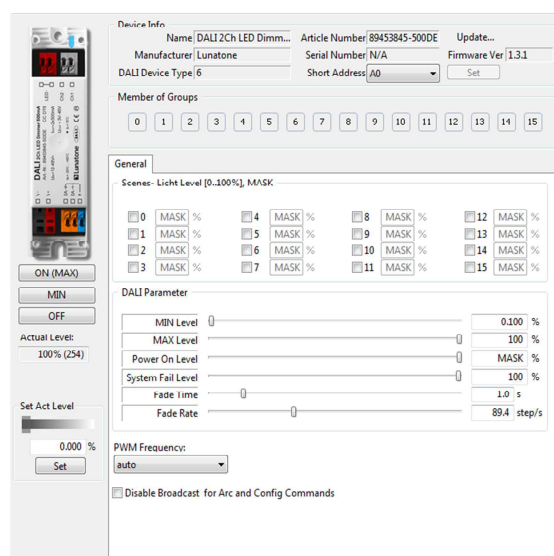 Device Info
Name DALI 2Ch LED Dimm... Article Number 89453845-500DE Update...
Manufacturer Lunatone Serial Number N/A Firmware Ver 1.3.1
DALI Device Type 6 Short Address A0 Set
Member of Groups
0 1 2 3 4 5 6 7 8 9 10 11 12 13 14 15
General
Scenes- Licht Level [0..100%], MASK
0 MASK % 4 MASK % 8 MASK % 12 MASK %
1 MASK % 5 MASK % 9 MASK % 13 MASK %
2 MASK % 6 MASK % 10 MASK % 14 MASK %
3 MASK % 7 MASK % 11 MASK % 15 MASK %
DALI Parameter
MIN Level 0.100 %
MAX Level 100 %
Power On Level MASK %
System Fail Level 100 %
Fade Time 1.0 s
Fade Rate 89.4 step/s
PWM Frequency:
auto
Disable Broadcast for Arc and Config Commands
LED Ch2 Ch1
DALI 2Ch LED Dimmer 500mA
Lunatone
ON (MAX)
MIN
OFF
Actual Level:
100% (254)
Set Act Level
0.000 %
Set